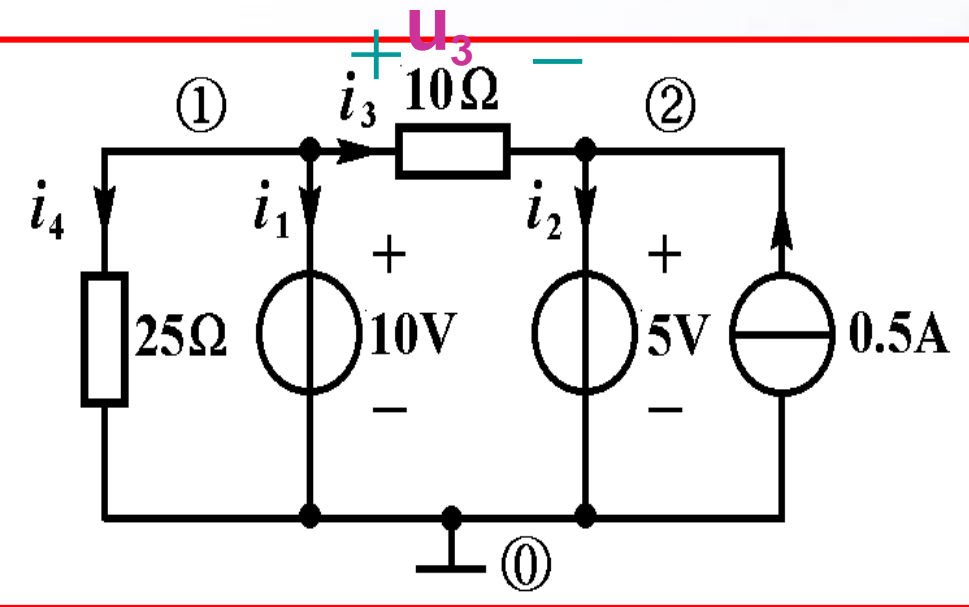 + u₃ −
i₃ 10Ω
① ②
i₄ i₁ i₂
+ +
25Ω 10V 5V 0.5A
− −
⓪